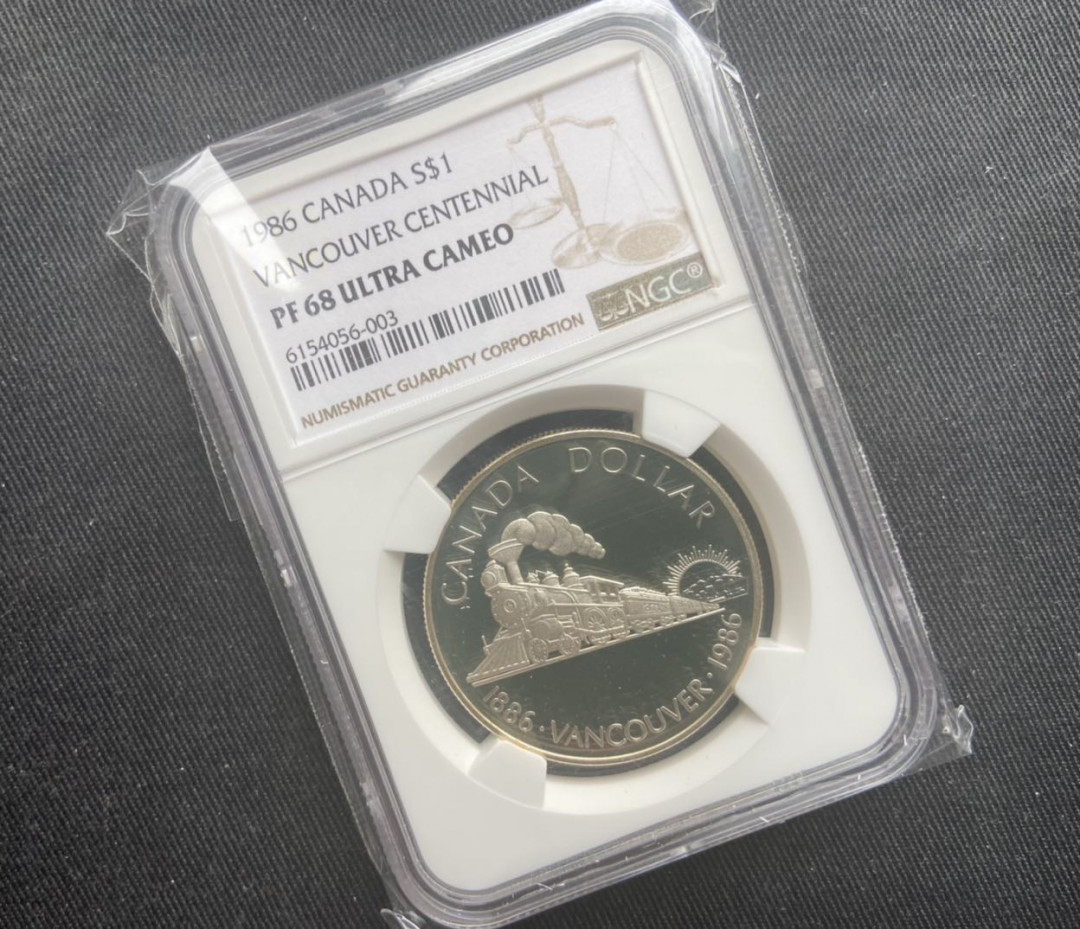 1986 CANADA S$1
VANCOUVER CENTENNIAL
PF 68 ULTRA CAMEO
6154056-003
NGC®
NUMISMATIC GUARANTY CORPORATION
CANADA DOLLAR
1886 · VANCOUVER · 1986